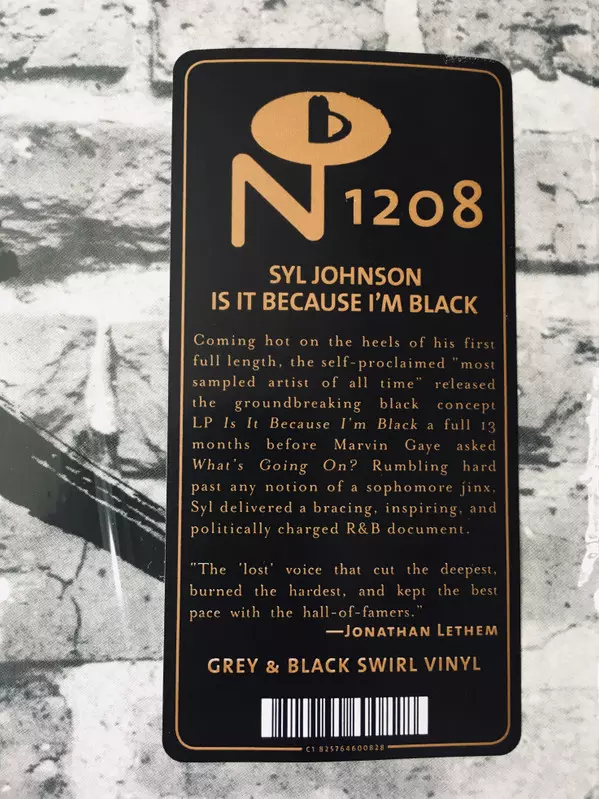 b
N 1208
SYL JOHNSON
IS IT BECAUSE I'M BLACK
Coming hot on the heels of his first
full length, the self-proclaimed "most
sampled artist of all time" released
the groundbreaking black concept
LP Is It Because I'm Black a full 13
months before Marvin Gaye asked
What's Going On? Rumbling hard
past any notion of a sophomore jinx,
Syl delivered a bracing, inspiring, and
politically charged R&B document.
"The 'lost' voice that cut the deepest,
burned the hardest, and kept the best
pace with the hall-of-famers."
—JONATHAN LETHEM
GREY & BLACK SWIRL VINYL
C1 825764600828